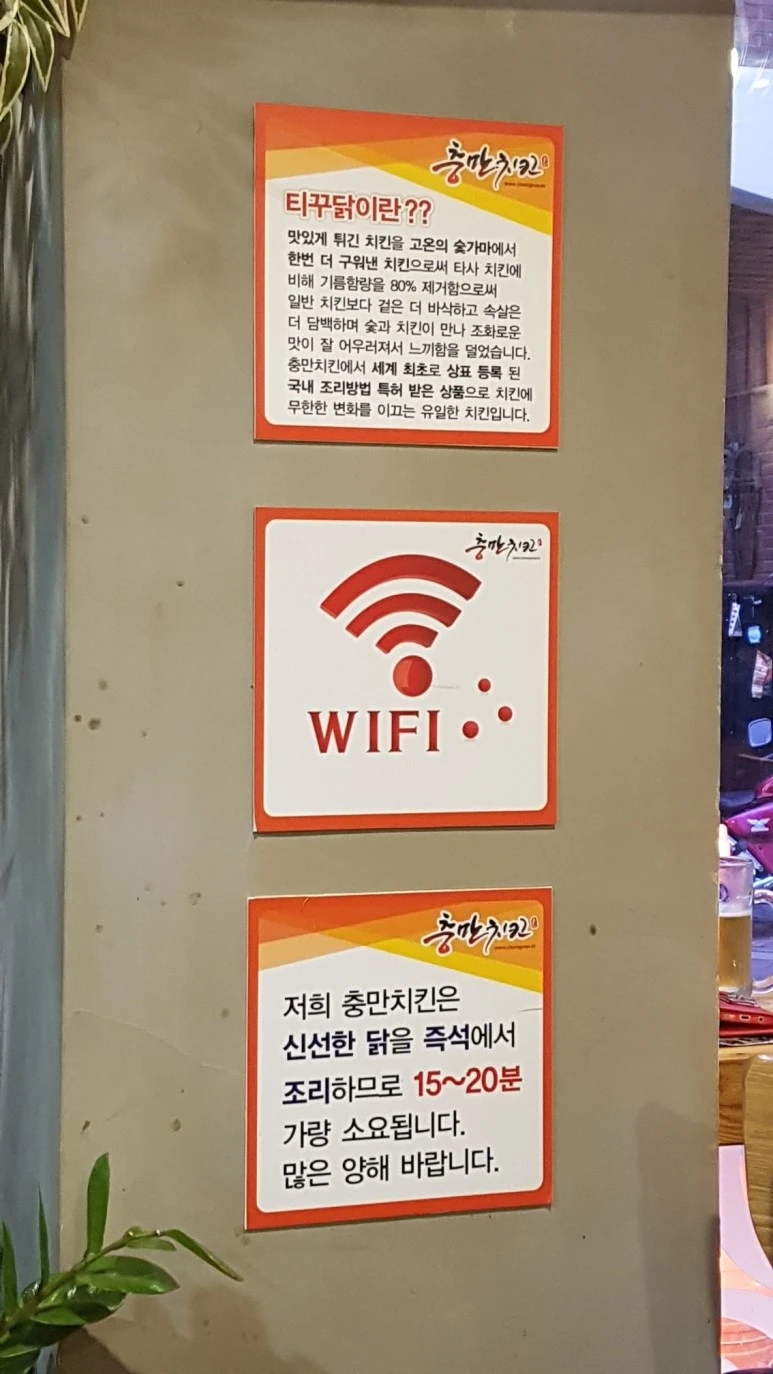 충만치킨
티꾸닭이란??
맛있게 튀긴 치킨을 고온의 숯가마에서
한번 더 구워낸 치킨으로써 타사 치킨에
비해 기름함량을 80% 제거함으로써
일반 치킨보다 겉은 더 바삭하고 속살은
더 담백하며 숯과 치킨이 만나 조화로운
맛이 잘 어우러져서 느끼함을 덜었습니다.
충만치킨에서 세계 최초로 상표 등록 된
국내 조리방법 특허 받은 상품으로 치킨에
무한한 변화를 이끄는 유일한 치킨입니다.
충만치킨
WIFI
충만치킨
저희 충만치킨은
신선한 닭을 즉석에서
조리하므로 15~20분
가량 소요됩니다.
많은 양해 바랍니다.